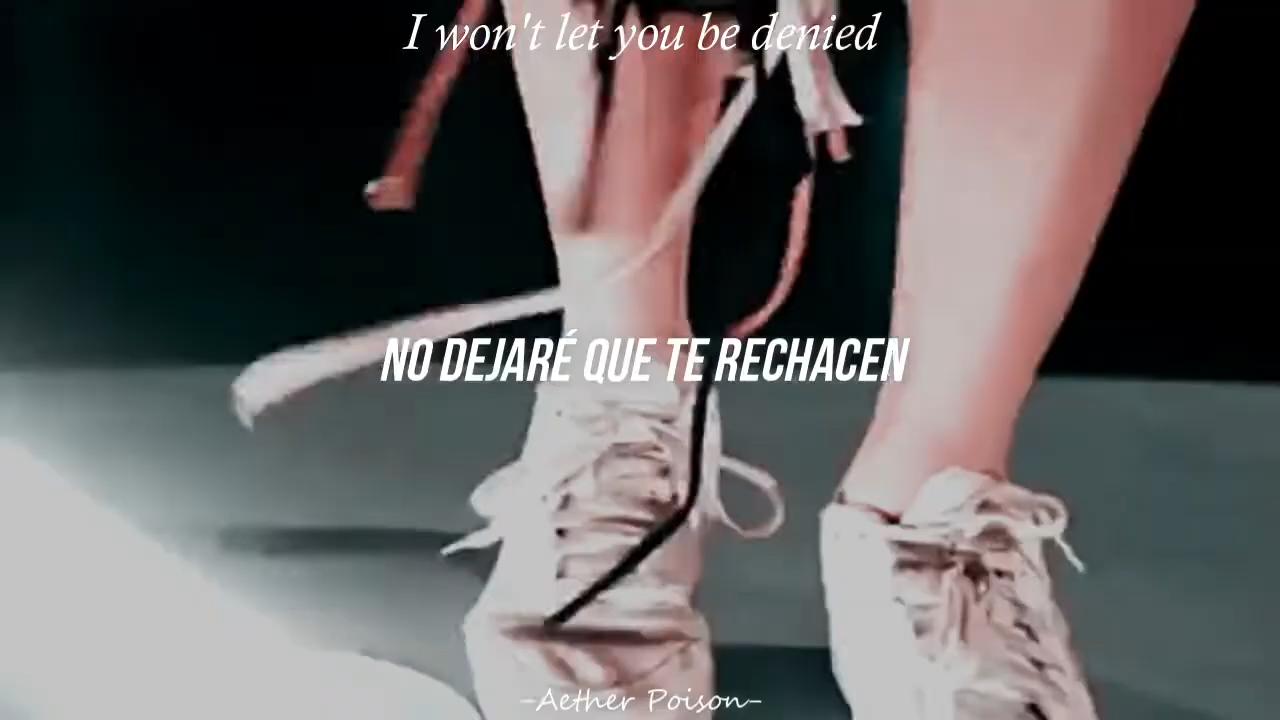 I won't let you be denied
NO DEJARÉ QUE TE RECHACEN
-Aether Poison-